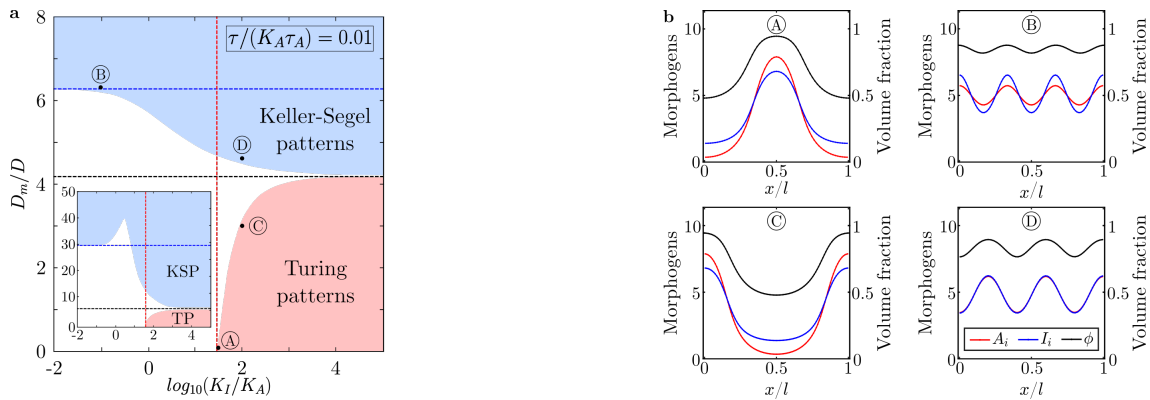 a
8
6
4
2
0
D_m/D
τ/(K_Aτ_A) = 0.01
B
Keller-Segel
patterns
D
C
Turing
patterns
A
50
40
30
20
10
0
KSP
TP
-2
0
2
4
-2
0
2
4
log_10(K_I/K_A)
b
A
Morphogens
10
5
0
Volume fraction
1
0.5
0
0
0.5
1
x/l
B
Morphogens
10
5
0
Volume fraction
1
0.5
0
0
0.5
1
x/l
C
Morphogens
10
5
0
Volume fraction
1
0.5
0
0
0.5
1
x/l
D
Morphogens
10
5
0
Volume fraction
1
0.5
0
A_i
I_i
ϕ
0
0.5
1
x/l